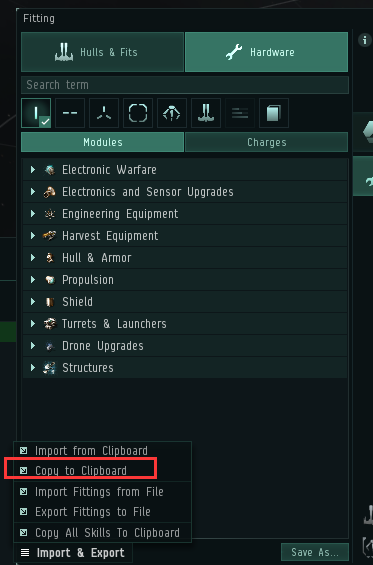 Fitting
Hulls & Fits
Hardware
Search term
Modules
Charges
Electronic Warfare
Electronics and Sensor Upgrades
Engineering Equipment
Harvest Equipment
Hull & Armor
Propulsion
Shield
Turrets & Launchers
Drone Upgrades
Structures
Import from Clipboard
Copy to Clipboard
Import Fittings from File
Export Fittings to File
Copy All Skills To Clipboard
Import & Export
Save As...